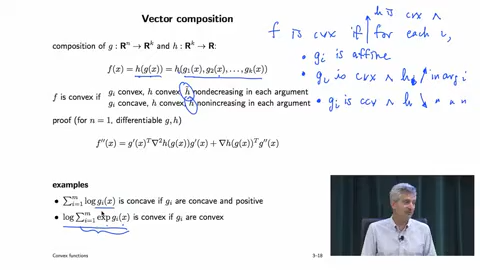 Vector composition
composition of g : Rⁿ → Rᵏ and h : Rᵏ → R:
f(x) = h(g(x)) = h(g₁(x), g₂(x), . . . , gₖ(x))
f is convex if
gᵢ convex, h convex, h nondecreasing in each argument
gᵢ concave, h convex, h nonincreasing in each argument
proof (for n = 1, differentiable g, h)
f′′(x) = g′(x)ᵀ∇²h(g(x))g′(x) + ∇h(g(x))ᵀg′′(x)
examples
• ∑ᵢ₌₁ᵐ log gᵢ(x) is concave if gᵢ are concave and positive
• log ∑ᵢ₌₁ᵐ exp gᵢ(x) is convex if gᵢ are convex
Convex functions
3-18
h is cvx ∧
f is cvx if for each i,
• gᵢ is affine
• gᵢ is cvx ∧ h ↗ in arg i
• gᵢ is ccv ∧ h ↘ " " "